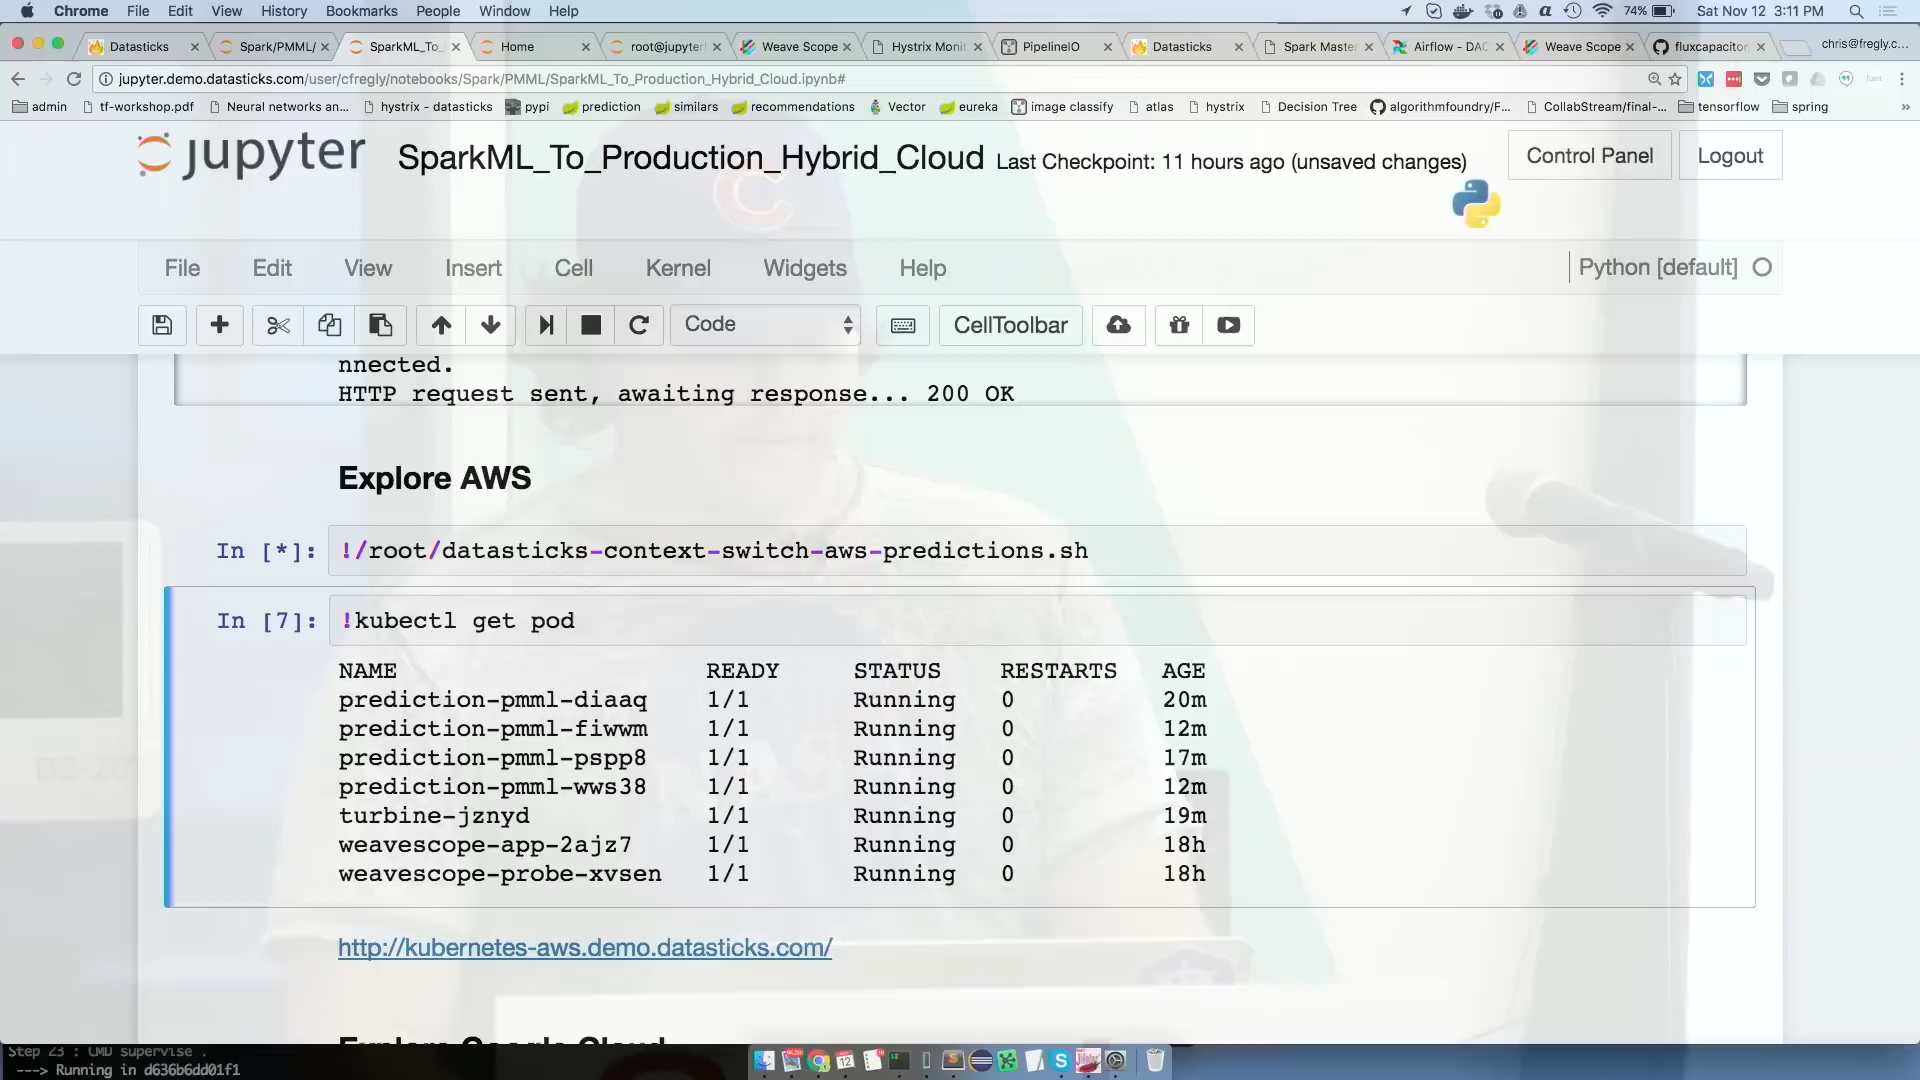 Chrome File Edit View History Bookmarks People Window Help 74% Sat Nov 12 3:11 PM
Datasticks Spark/PMML/ SparkML_To_ Home root@jupyter Weave Scope Hystrix Moni PipelineIO Datasticks Spark Master Airflow - DAG Weave Scope fluxcapacitor chris@fregly.c...
jupyter.demo.datasticks.com/user/cfregly/notebooks/Spark/PMML/SparkML_To_Production_Hybrid_Cloud.ipynb#
admin tf-workshop.pdf Neural networks an... hystrix - datasticks pypi prediction similars recommendations Vector eureka image classify atlas hystrix Decision Tree algorithmfoundry/F... CollabStream/final-... tensorflow spring »
jupyter SparkML_To_Production_Hybrid_Cloud Last Checkpoint: 11 hours ago (unsaved changes) Control Panel Logout
File Edit View Insert Cell Kernel Widgets Help Python [default]
Code CellToolbar
nnected.
HTTP request sent, awaiting response... 200 OK
Explore AWS
In [*]: !/root/datasticks-context-switch-aws-predictions.sh
In [7]: !kubectl get pod
NAME READY STATUS RESTARTS AGE
prediction-pmml-diaaq 1/1 Running 0 20m
prediction-pmml-fiwwm 1/1 Running 0 12m
prediction-pmml-pspp8 1/1 Running 0 17m
prediction-pmml-wws38 1/1 Running 0 12m
turbine-jznyd 1/1 Running 0 19m
weavescope-app-2ajz7 1/1 Running 0 18h
weavescope-probe-xvsen 1/1 Running 0 18h
http://kubernetes-aws.demo.datasticks.com/
Explore Google Cloud
Step 23 : CMD supervise .
---> Running in d636b6dd01f1